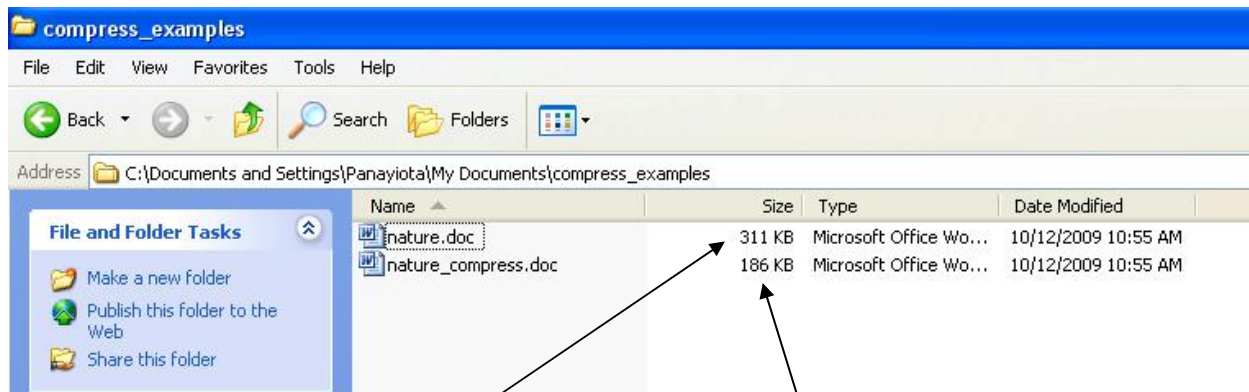 compress_examples
File Edit View Favorites Tools Help
Back Search Folders
Address C:\Documents and Settings\Panayiota\My Documents\compress_examples
Name Size Type Date Modified
File and Folder Tasks
nature.doc 311 KB Microsoft Office Wo... 10/12/2009 10:55 AM
nature_compress.doc 186 KB Microsoft Office Wo... 10/12/2009 10:55 AM
Make a new folder
Publish this folder to the
Web
Share this folder